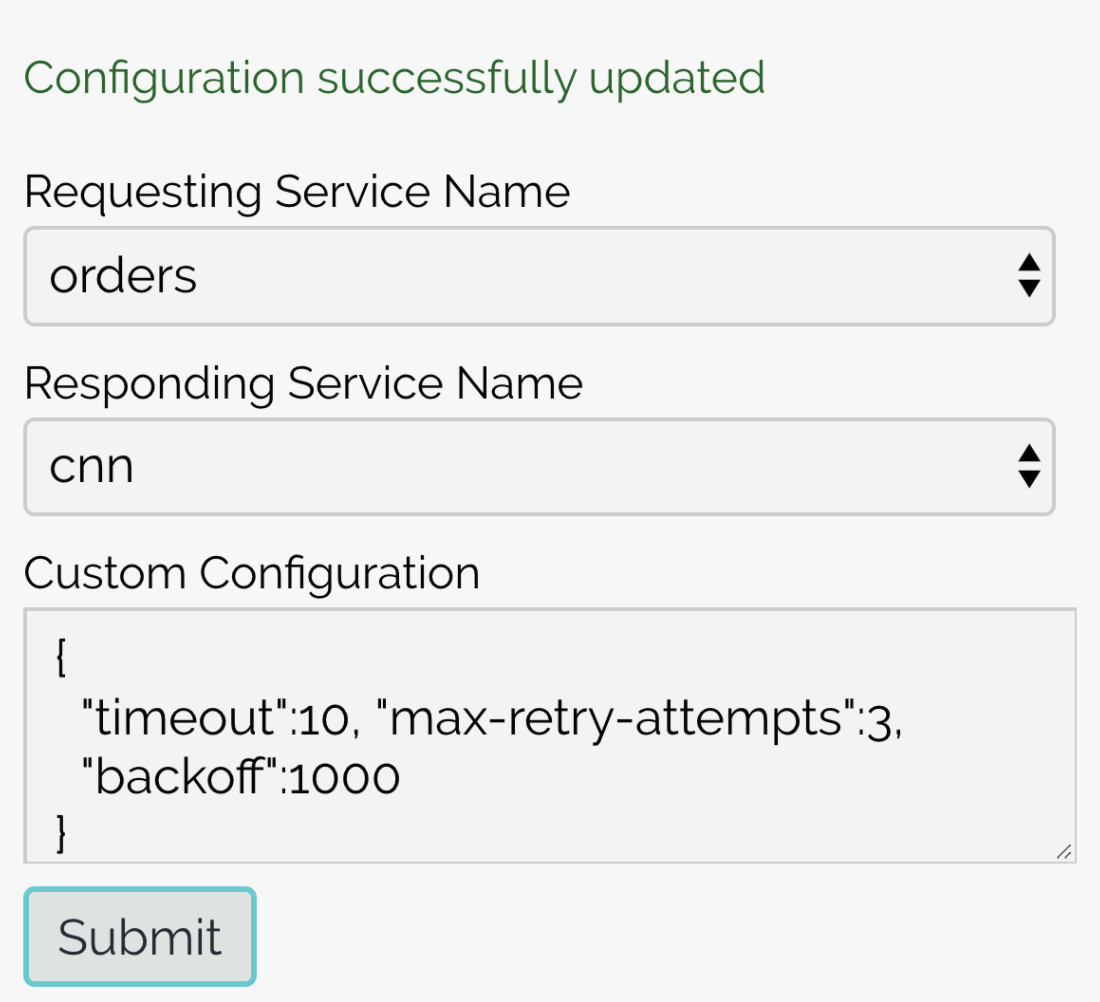 Configuration successfully updated
Requesting Service Name
orders
Responding Service Name
cnn
Custom Configuration
{
"timeout":10, "max-retry-attempts":3,
"backoff":1000
}
Submit